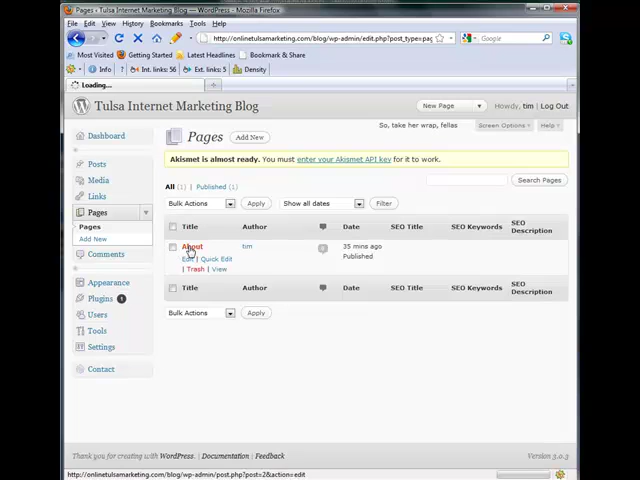 Pages ‹ Tulsa Internet Marketing Blog — WordPress - Mozilla Firefox
File Edit View History Bookmarks Tools Help
http://onlinetulsamarketing.com/blog/wp-admin/edit.php?post_type=pag
Google
Most Visited Getting Started Latest Headlines Bookmark & Share
Info ? Int. links: 56 Ext. links: 5 Density
Loading...
Tulsa Internet Marketing Blog New Page Howdy, tim | Log Out
So, take her wrap, fellas Screen Options Help
Dashboard
Posts
Media
Links
Pages
Pages
Add New
Comments
Appearance
Plugins 1
Users
Tools
Settings
Contact
Pages Add New
Akismet is almost ready. You must enter your Akismet API key for it to work.
All (1) | Published (1)
Search Pages
Bulk Actions Apply Show all dates Filter
Title Author Date SEO Title SEO Keywords SEO Description
About tim 0 35 mins ago Published
Edit | Quick Edit | Trash | View
Title Author Date SEO Title SEO Keywords SEO Description
Bulk Actions Apply
Thank you for creating with WordPress. | Documentation | Feedback Version 3.0.3
http://onlinetulsamarketing.com/blog/wp-admin/post.php?post=2&action=edit